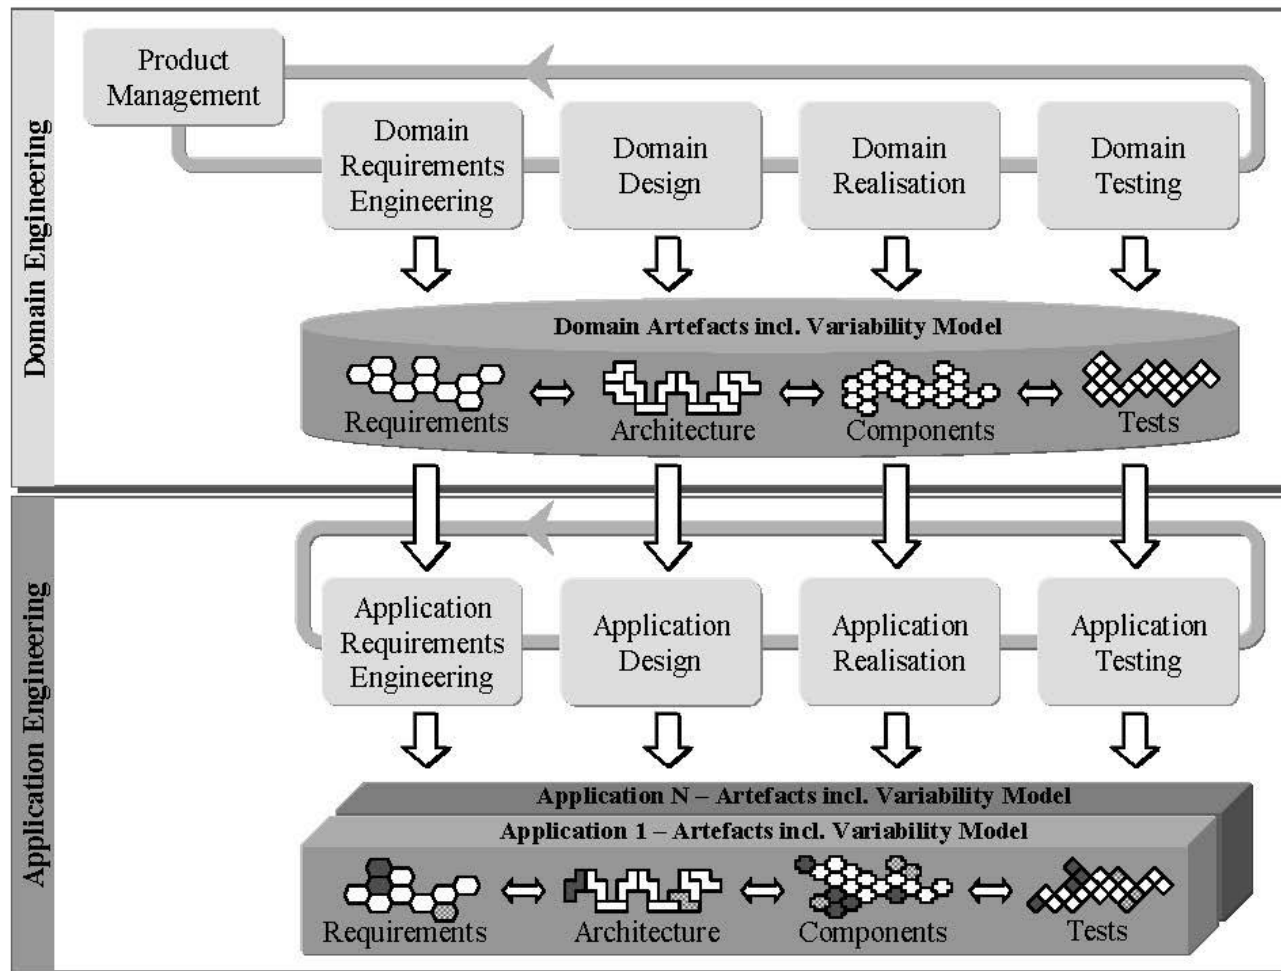 Domain Engineering
Product
Management
Domain
Requirements
Engineering
Domain
Design
Domain
Realisation
Domain
Testing
Domain Artefacts incl. Variability Model
Requirements
Architecture
Components
Tests
Application Engineering
Application
Requirements
Engineering
Application
Design
Application
Realisation
Application
Testing
Application N – Artefacts incl. Variability Model
Application 1 – Artefacts incl. Variability Model
Requirements
Architecture
Components
Tests